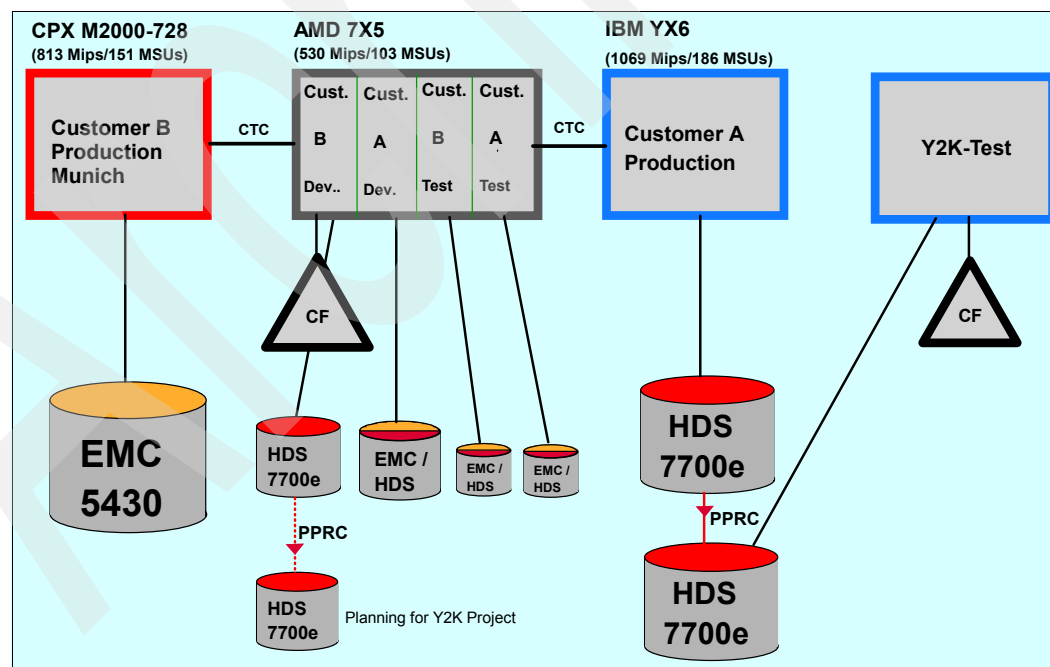 CPX M2000-728
(813 Mips/151 MSUs)
AMD 7X5
(530 Mips/103 MSUs)
IBM YX6
(1069 Mips/186 MSUs)
Customer B
Production
Munich
CTC
Cust.
B
Dev..
Cust.
A
Dev.
Cust.
B
Test
Cust.
A
Test
CTC
Customer A
Production
Y2K-Test
CF
CF
EMC
5430
HDS
7700e
EMC /
HDS
EMC /
HDS
EMC /
HDS
HDS
7700e
PPRC
PPRC
HDS
7700e
Planning for Y2K Project
HDS
7700e